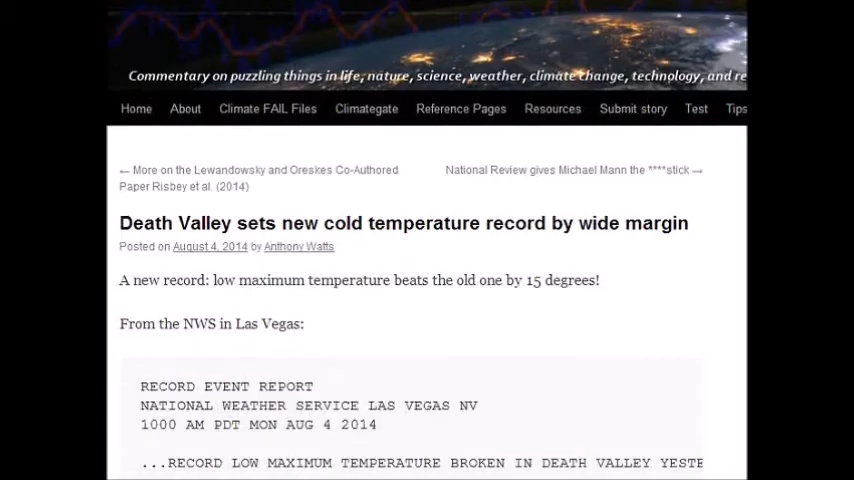 Commentary on puzzling things in life, nature, science, weather, climate change, technology, and re
Home About Climate FAIL Files Climategate Reference Pages Resources Submit story Test Tips
← More on the Lewandowsky and Oreskes Co-Authored
Paper Risbey et al. (2014)
National Review gives Michael Mann the ****stick →
Death Valley sets new cold temperature record by wide margin
Posted on August 4, 2014 by Anthony Watts
A new record: low maximum temperature beats the old one by 15 degrees!
From the NWS in Las Vegas:
RECORD EVENT REPORT
NATIONAL WEATHER SERVICE LAS VEGAS NV
1000 AM PDT MON AUG 4 2014
...RECORD LOW MAXIMUM TEMPERATURE BROKEN IN DEATH VALLEY YESTE